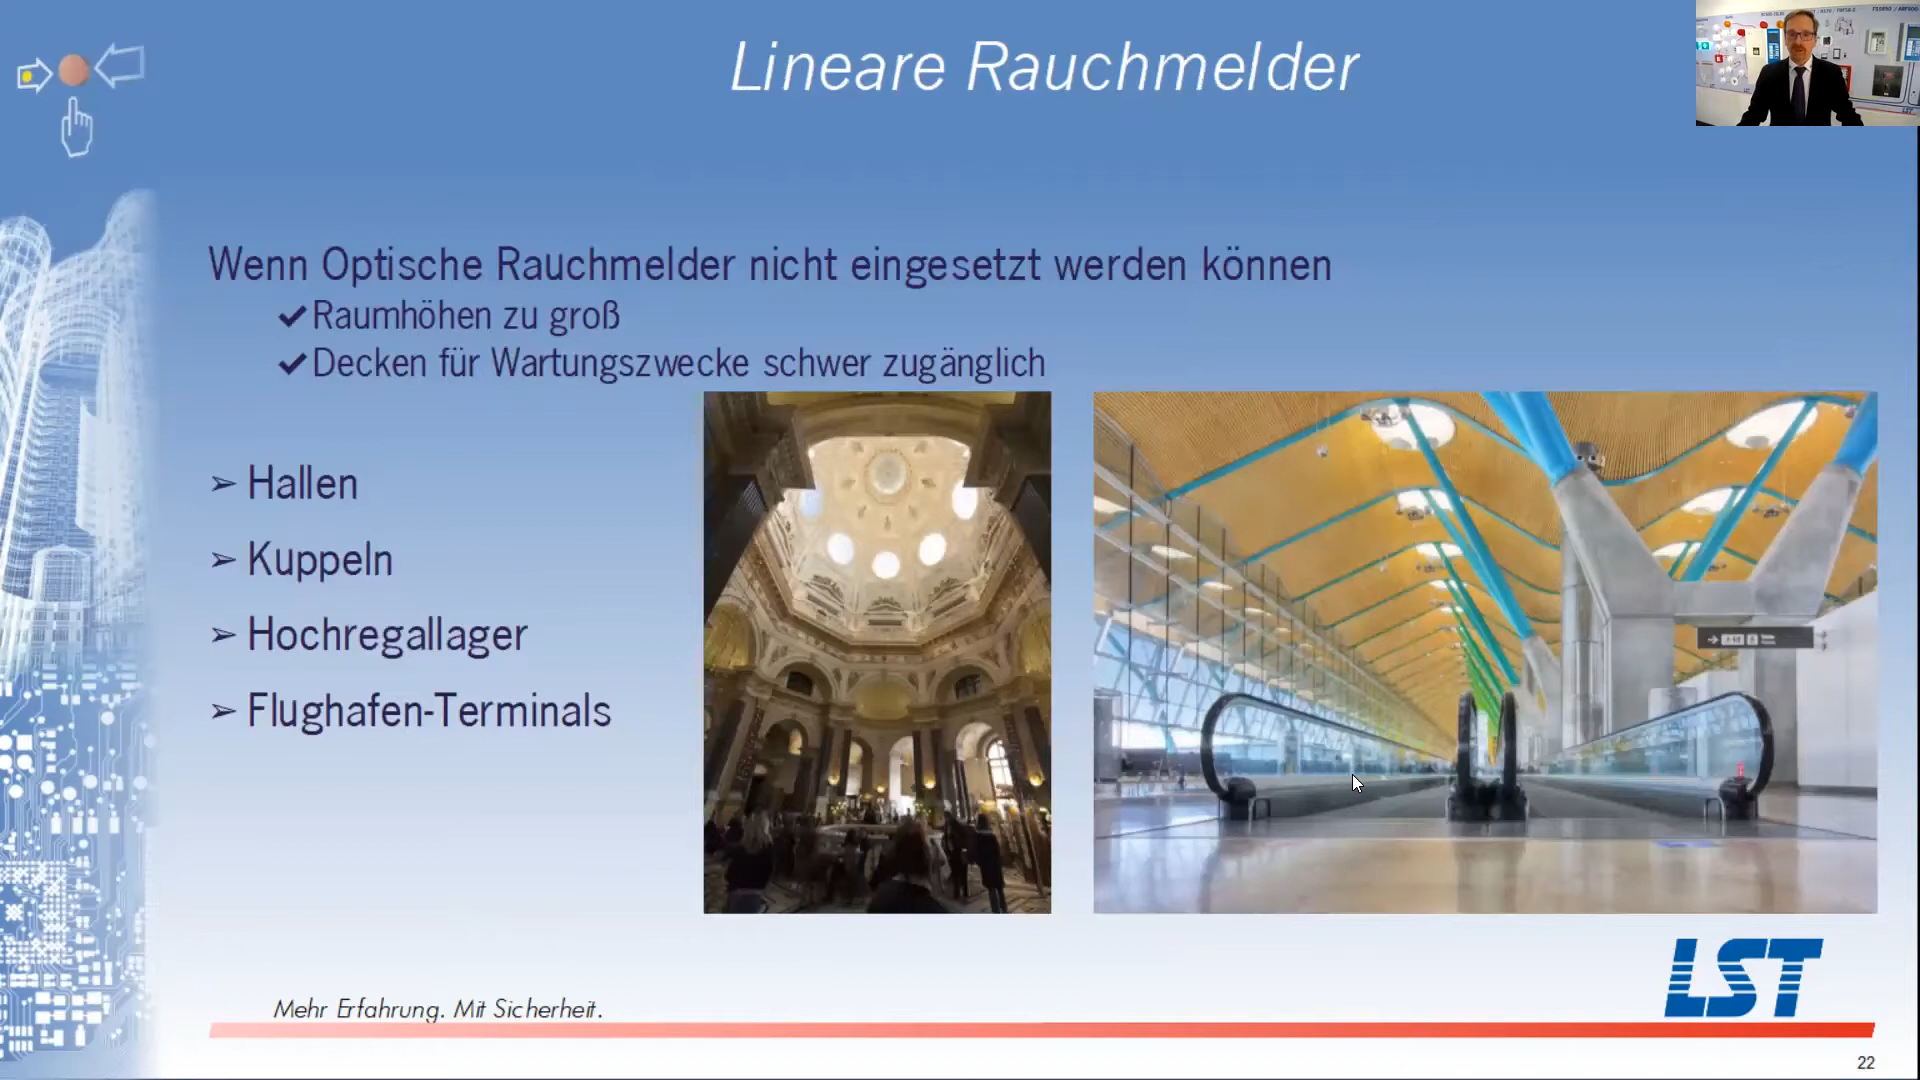 Lineare Rauchmelder
Wenn Optische Rauchmelder nicht eingesetzt werden können
Raumhöhen zu groß
Decken für Wartungszwecke schwer zugänglich
Hallen
Kuppeln
Hochregallager
Flughafen-Terminals
LST
Mehr Erfahrung. Mit Sicherheit.
22